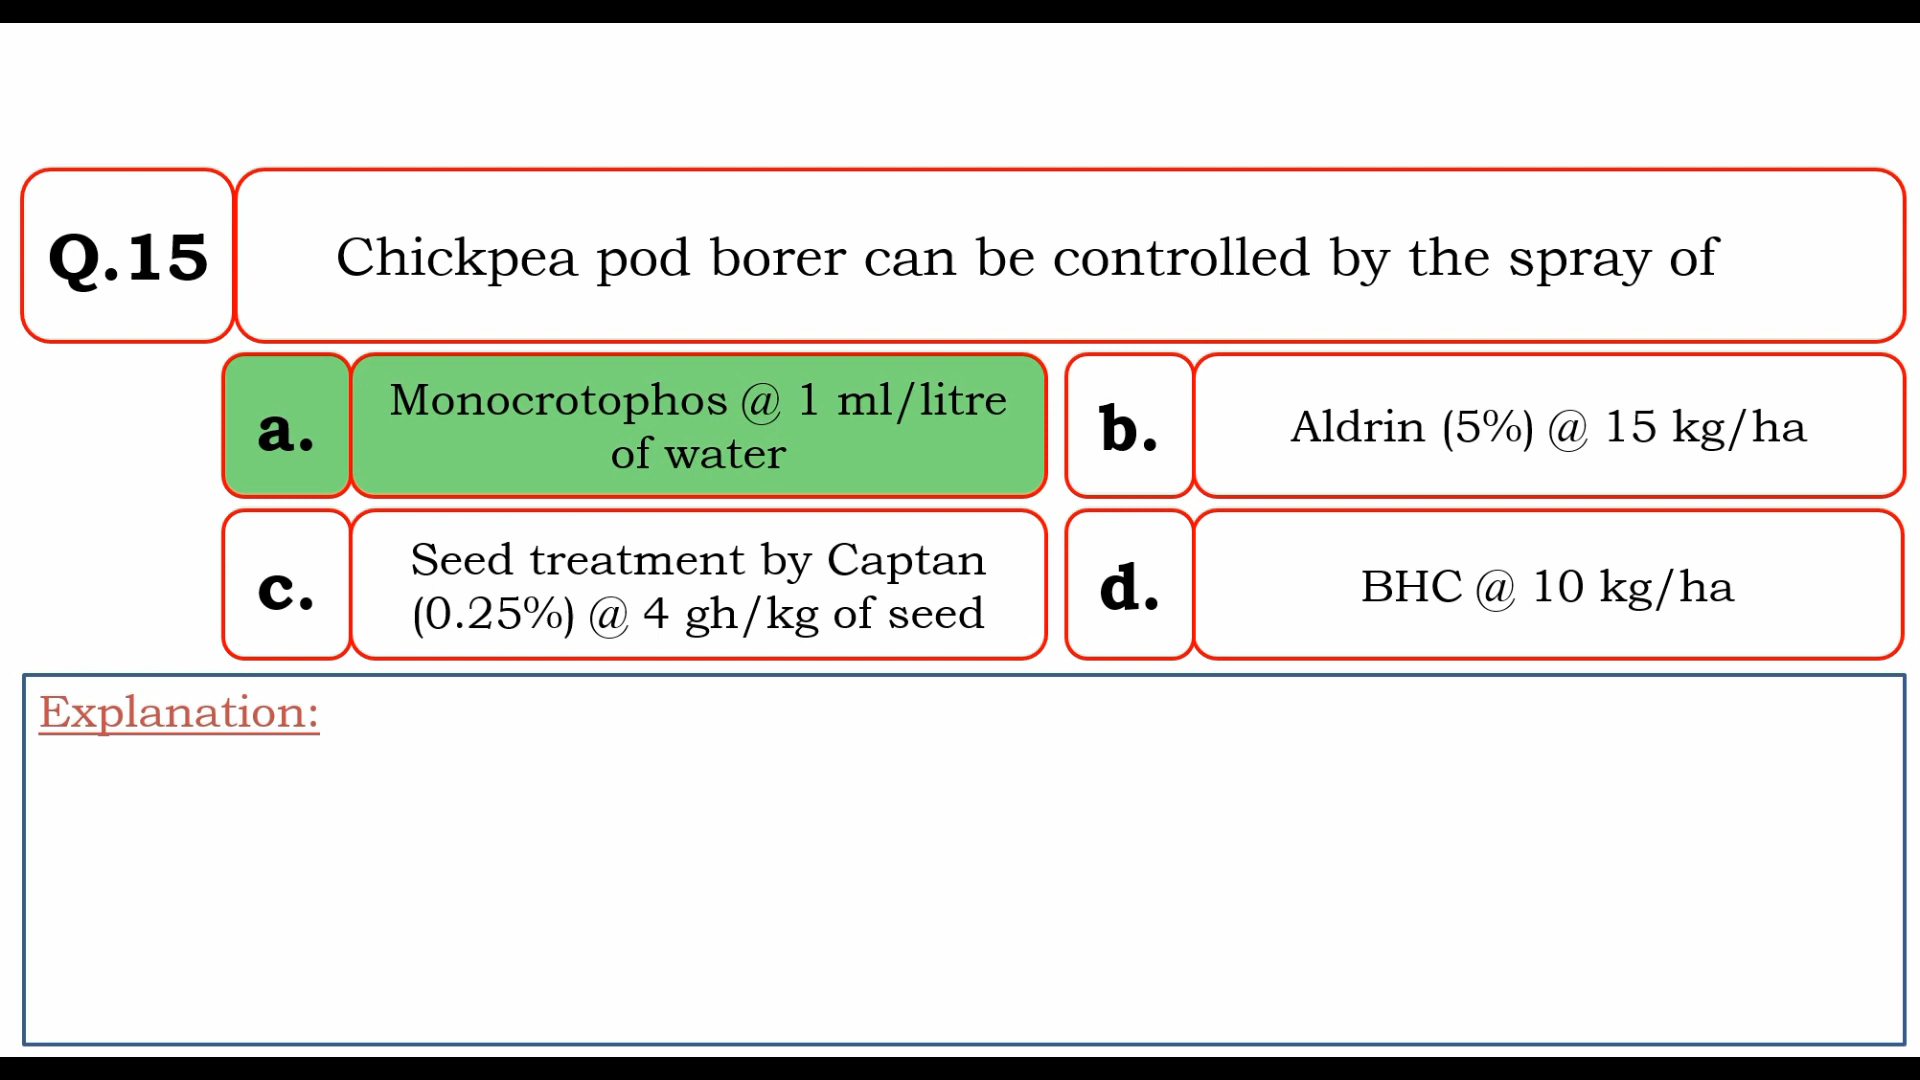 Q.15
Chickpea pod borer can be controlled by the spray of
a.
Monocrotophos @ 1 ml/litre
of water
b.
Aldrin (5%) @ 15 kg/ha
c.
Seed treatment by Captan
(0.25%) @ 4 gh/kg of seed
d.
BHC @ 10 kg/ha
Explanation: